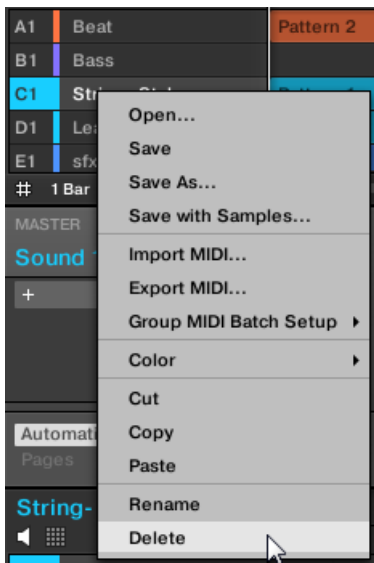 A1 Beat Pattern 2
B1 Bass
C1
D1
E1 sfx
# 1 Bar
MASTER
Sound
+
Pages
String-
Open...
Save
Save As...
Save with Samples...
Import MIDI...
Export MIDI...
Group MIDI Batch Setup
Color
Cut
Copy
Paste
Rename
Delete